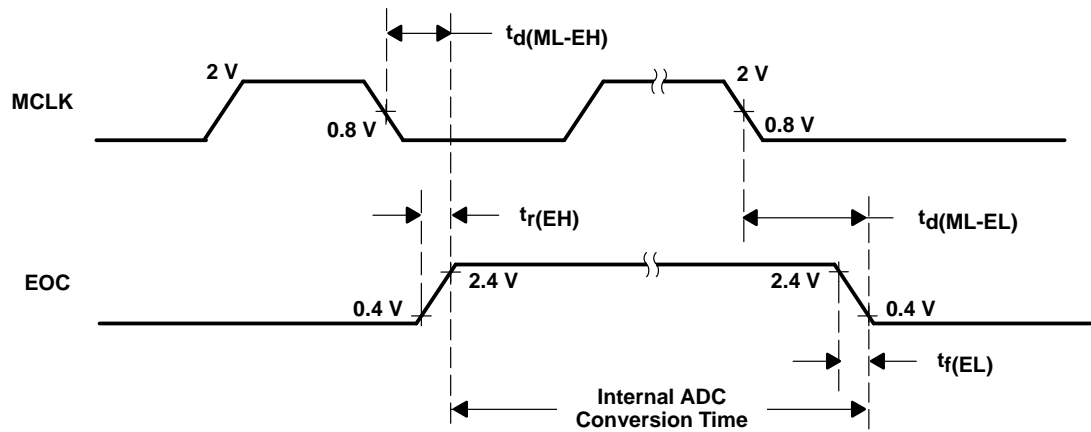 td(ML-EH)
2 V
2 V
MCLK
0.8 V
0.8 V
tr(EH)
td(ML-EL)
EOC
2.4 V
2.4 V
0.4 V
0.4 V
tf(EL)
Internal ADC
Conversion Time